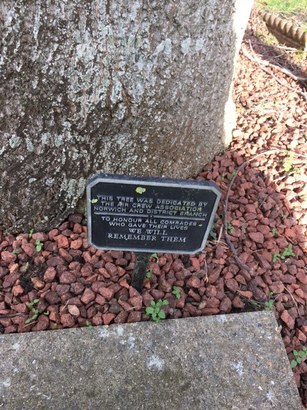 THIS TREE WAS DEDICATED BY
THE AIR CREW ASSOCIATION
NORWICH AND DISTRICT BRANCH
TO HONOUR ALL COMRADES
WHO GAVE THEIR LIVES
WE WILL
REMEMBER THEM